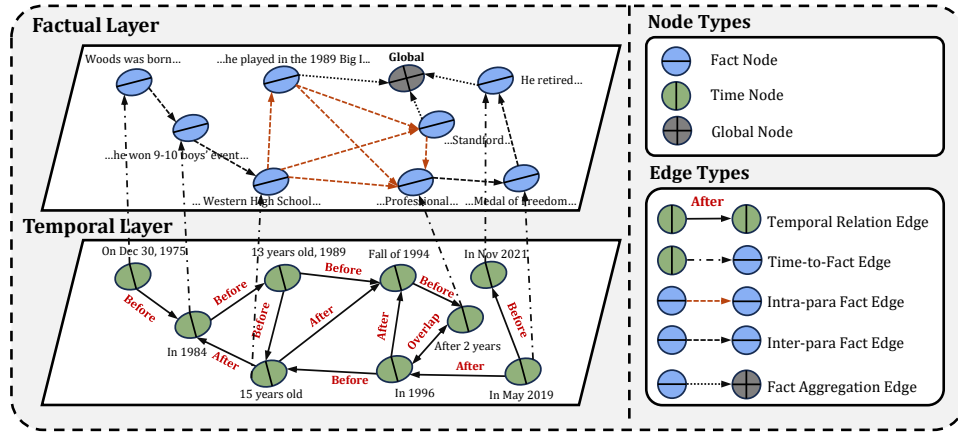 Factual Layer
Woods was born...
...he played in the 1989 Big I...
Global
He retired...
...he won 9-10 boys' event...
...Standford...
...Western High School...
...Professional...
...Medal of Freedom...
Temporal Layer
On Dec 30, 1975
13 years old, 1989
Fall of 1994
In Nov 2021
Before
Before
Before
Before
Before
After
After
Overlap
Before
In 1984
After
After 2 years
Before
After
15 years old
In 1996
In May 2019
Node Types
Fact Node
Time Node
Global Node
Edge Types
After
Temporal Relation Edge
Time-to-Fact Edge
Intra-para Fact Edge
Inter-para Fact Edge
Fact Aggregation Edge